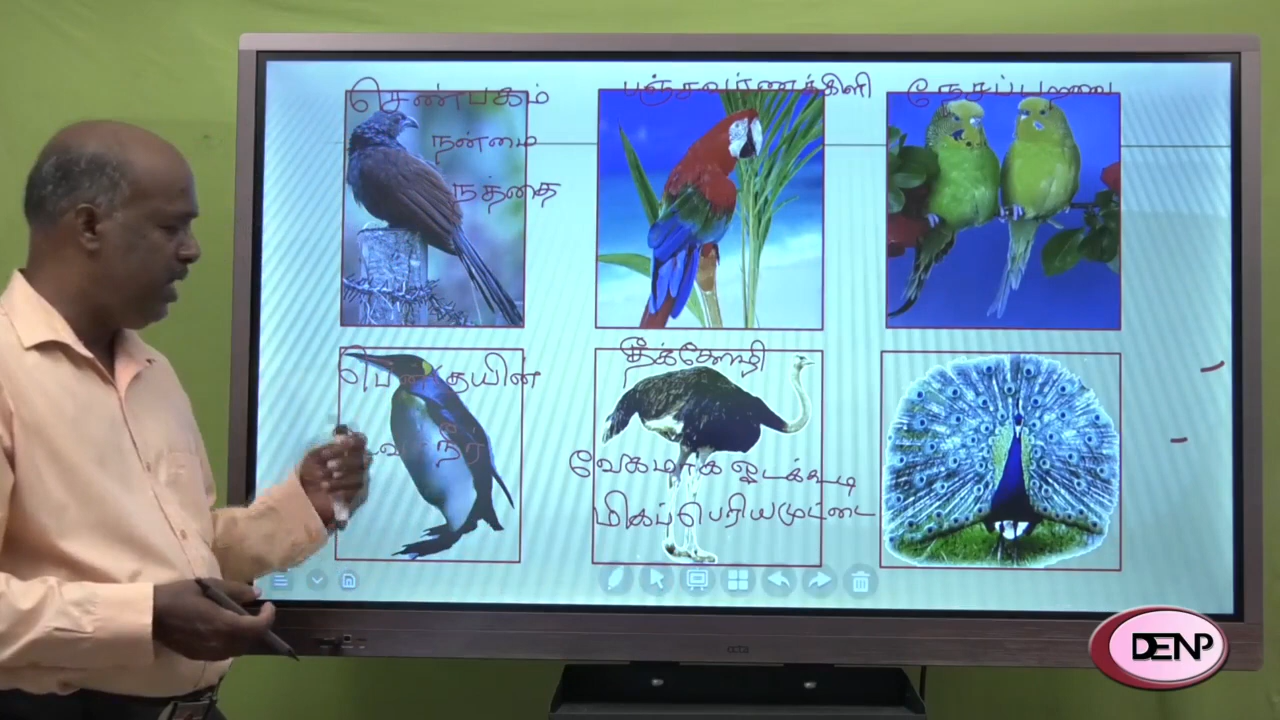 செண்பகம்
நன்மை
நத்தை
பஞ்சவர்ணக்கிளி
நேசப்பறவை
பென்குயின்
நீர்
தீக்கோழி
வேகமாக ஓடக்கூடி
மிகப்பெரியமுட்டை
DENP